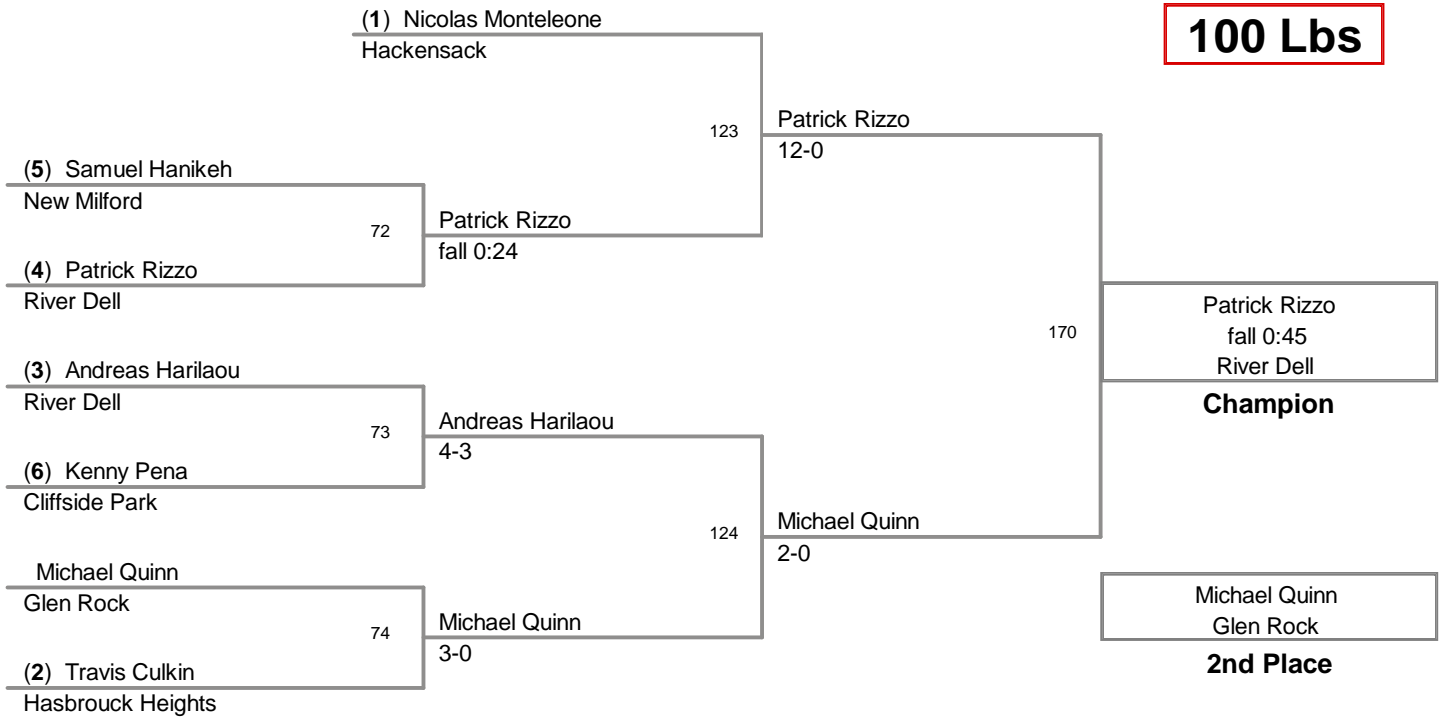 (1) Nicolas Monteleone
Hackensack
100 Lbs
123
Patrick Rizzo
12-0
(5) Samuel Hanikeh
New Milford
72
Patrick Rizzo
fall 0:24
(4) Patrick Rizzo
River Dell
170
Patrick Rizzo
fall 0:45
River Dell
Champion
(3) Andreas Harilaou
River Dell
73
Andreas Harilaou
4-3
(6) Kenny Pena
Cliffside Park
124
Michael Quinn
2-0
Michael Quinn
Glen Rock
74
Michael Quinn
3-0
(2) Travis Culkin
Hasbrouck Heights
Michael Quinn
Glen Rock
2nd Place